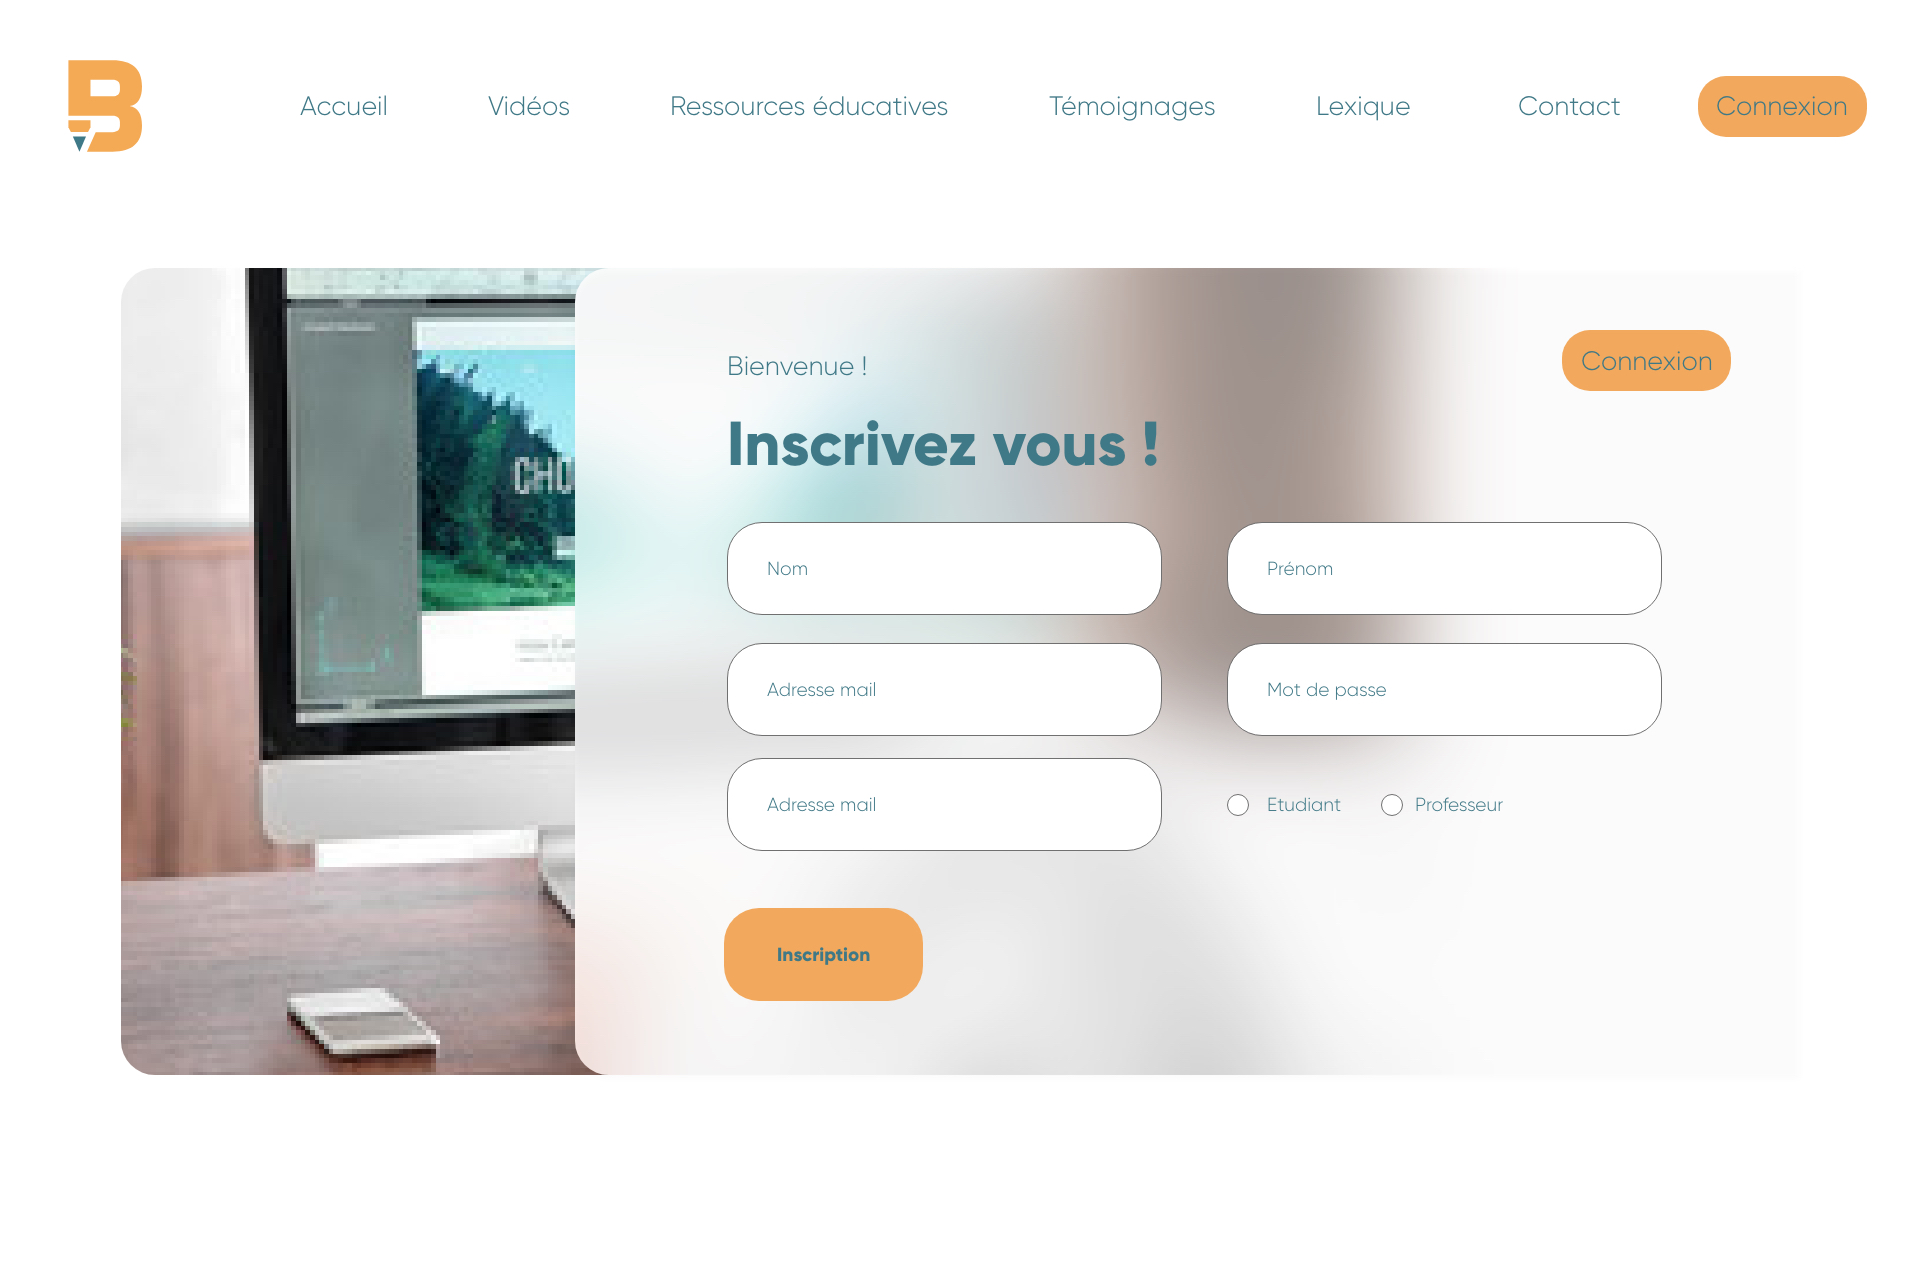 B
Accueil Vidéos Ressources éducatives Témoignages Lexique Contact Connexion
Connexion
Bienvenue !
Inscrivez vous !
Nom Prénom
Adresse mail Mot de passe
Adresse mail Etudiant Professeur
Inscription